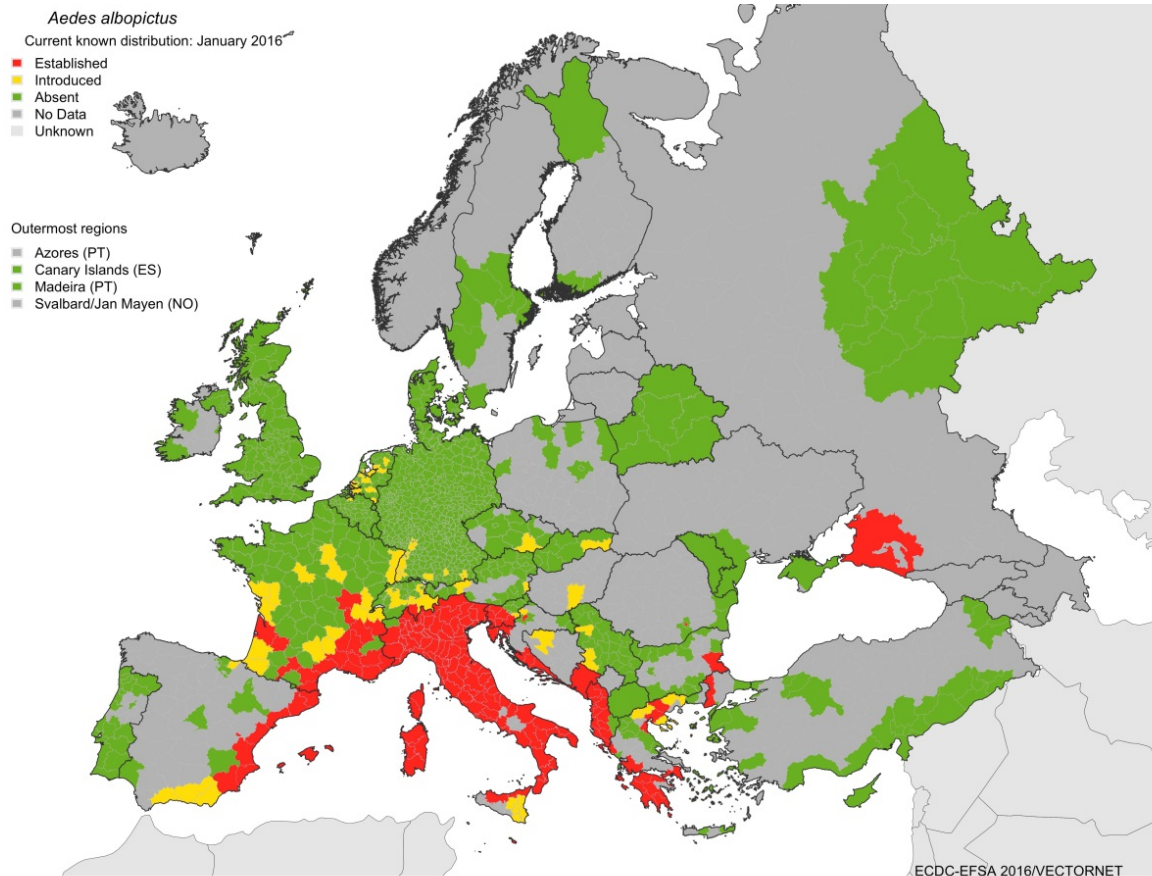 Aedes albopictus
Current known distribution: January 2016
Established
Introduced
Absent
No Data
Unknown
Outermost regions
Azores (PT)
Canary Islands (ES)
Madeira (PT)
Svalbard/Jan Mayen (NO)
ECDC-EFSA 2016/VECTORNET